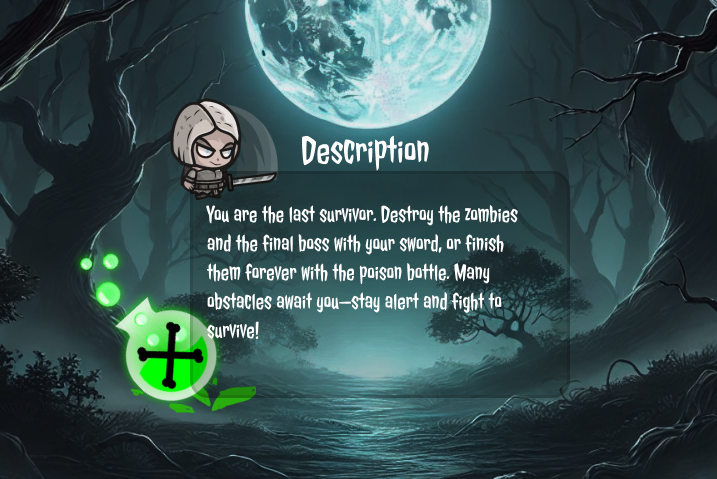 Description
You are the last survivor. Destroy the zombies
and the final boss with your sword, or finish
them forever with the poison bottle. Many
obstacles await you—stay alert and fight to
survive!